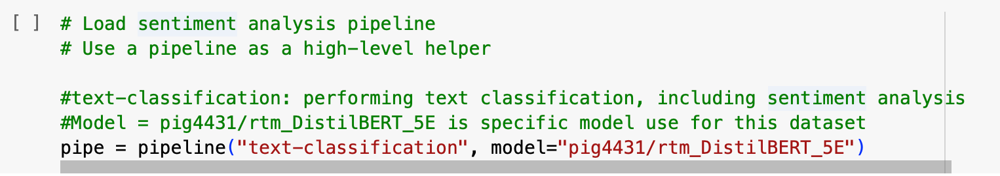 [ ] # Load sentiment analysis pipeline
# Use a pipeline as a high-level helper
#text-classification: performing text classification, including sentiment analysis
#Model = pig4431/rtm_DistilBERT_5E is specific model use for this dataset
pipe = pipeline("text-classification", model="pig4431/rtm_DistilBERT_5E")